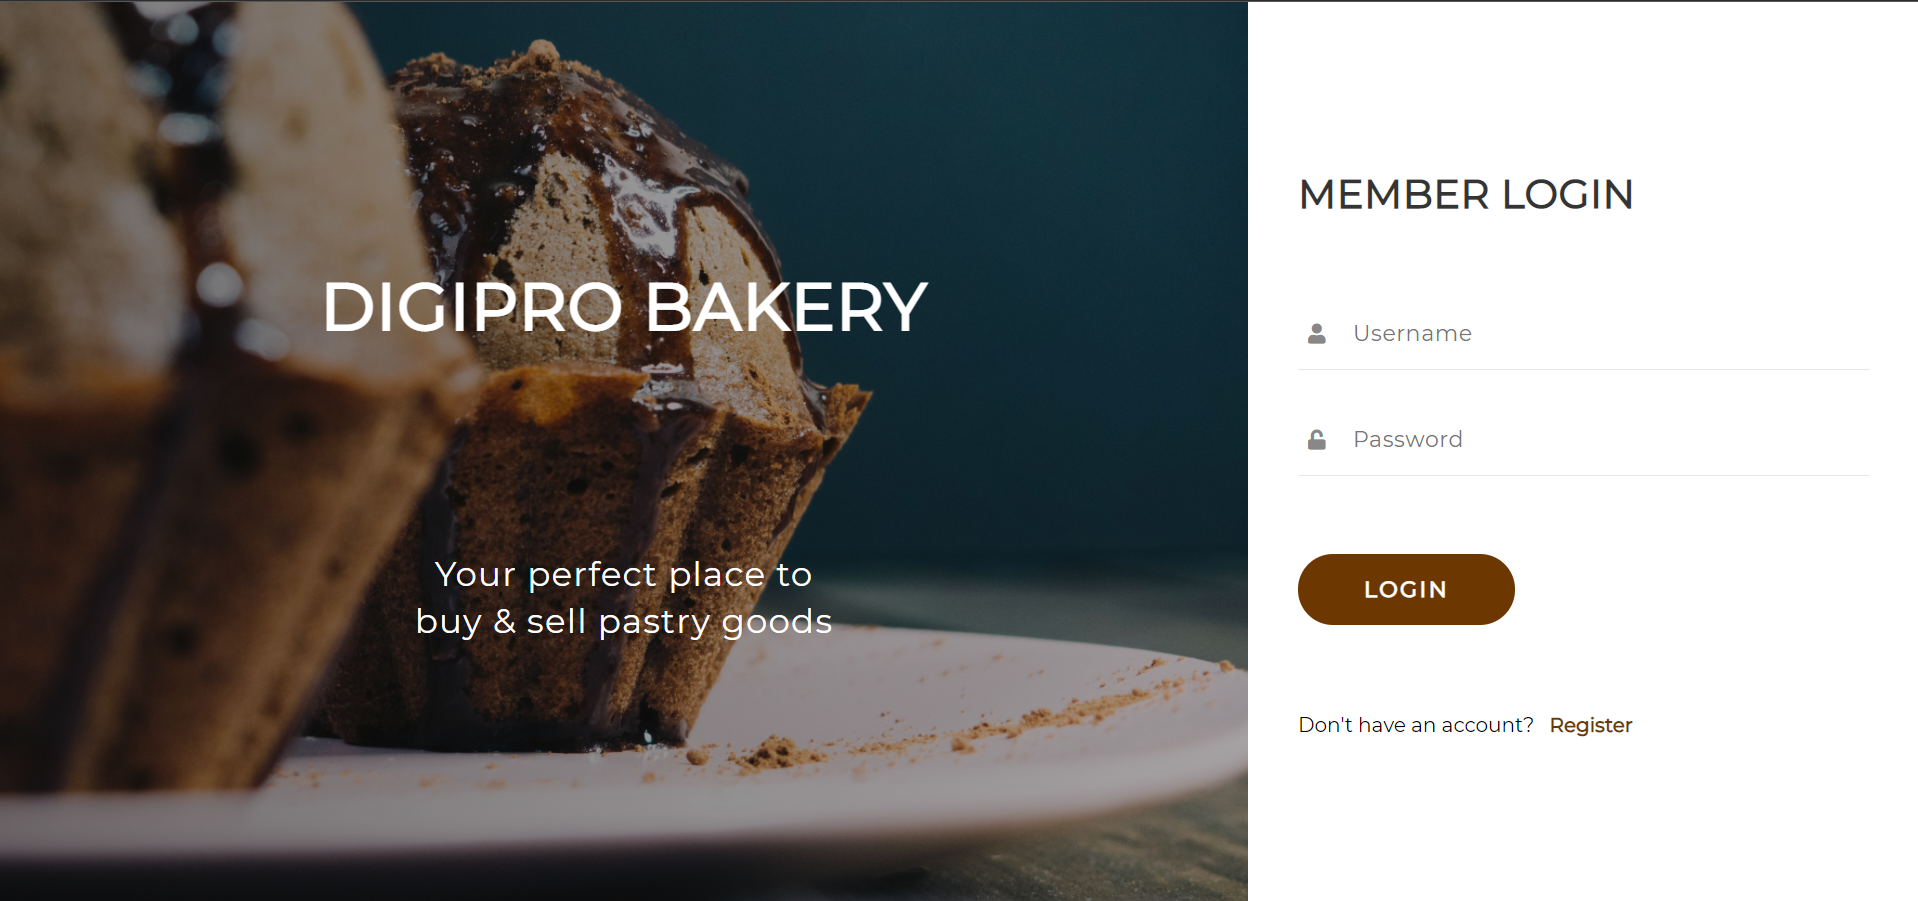 DIGIPRO BAKERY
Your perfect place to
buy & sell pastry goods
MEMBER LOGIN
Username
Password
LOGIN
Don't have an account? Register